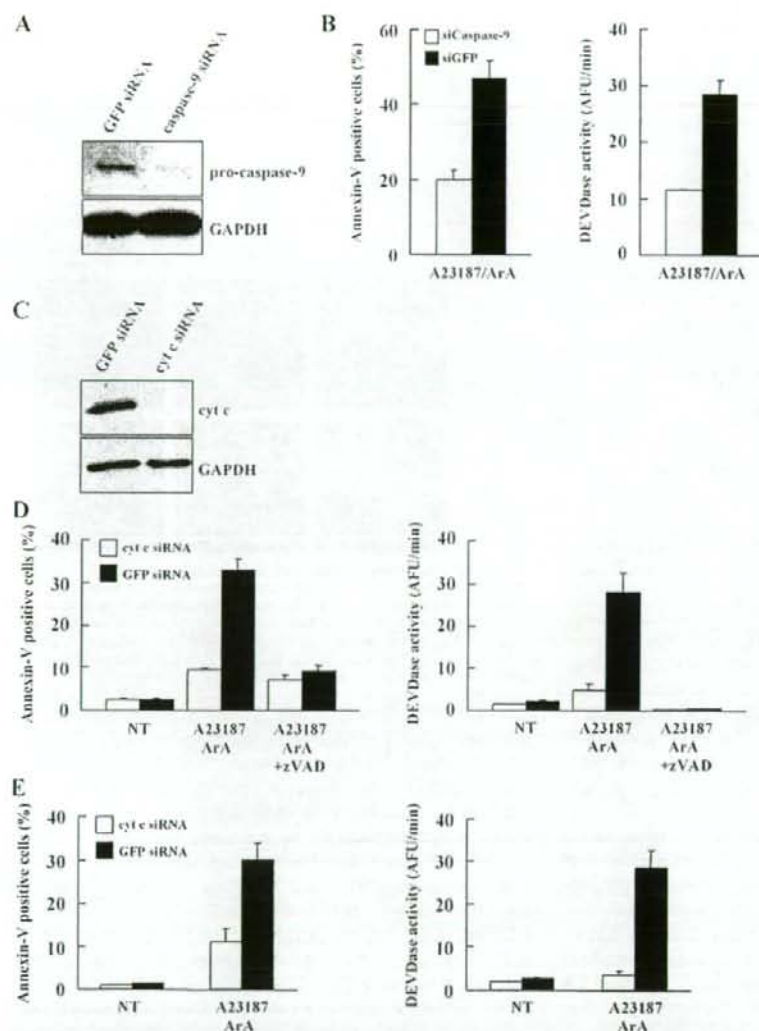 A
GFP siRNA
caspase-9 siRNA
pro-caspase-9
GAPDH
B
siCaspase-9
siGFP
Annexin-V positive cells (%)
60
40
20
0
A23187/ArA
DEVDase activity (AFU/min)
40
30
20
10
0
A23187/ArA
C
GFP siRNA
cyt c siRNA
cyt c
GAPDH
D
cyt c siRNA
GFP siRNA
Annexin-V positive cells (%)
40
30
20
10
0
NT
A23187
ArA
A23187
ArA
+zVAD
DEVDase activity (AFU/min)
40
30
20
10
0
NT
A23187
ArA
A23187
ArA
+zVAD
E
cyt c siRNA
GFP siRNA
Annexin-V positive cells (%)
40
30
20
10
0
NT
A23187
ArA
DEVDase activity (AFU/min)
40
30
20
10
0
NT
A23187
ArA